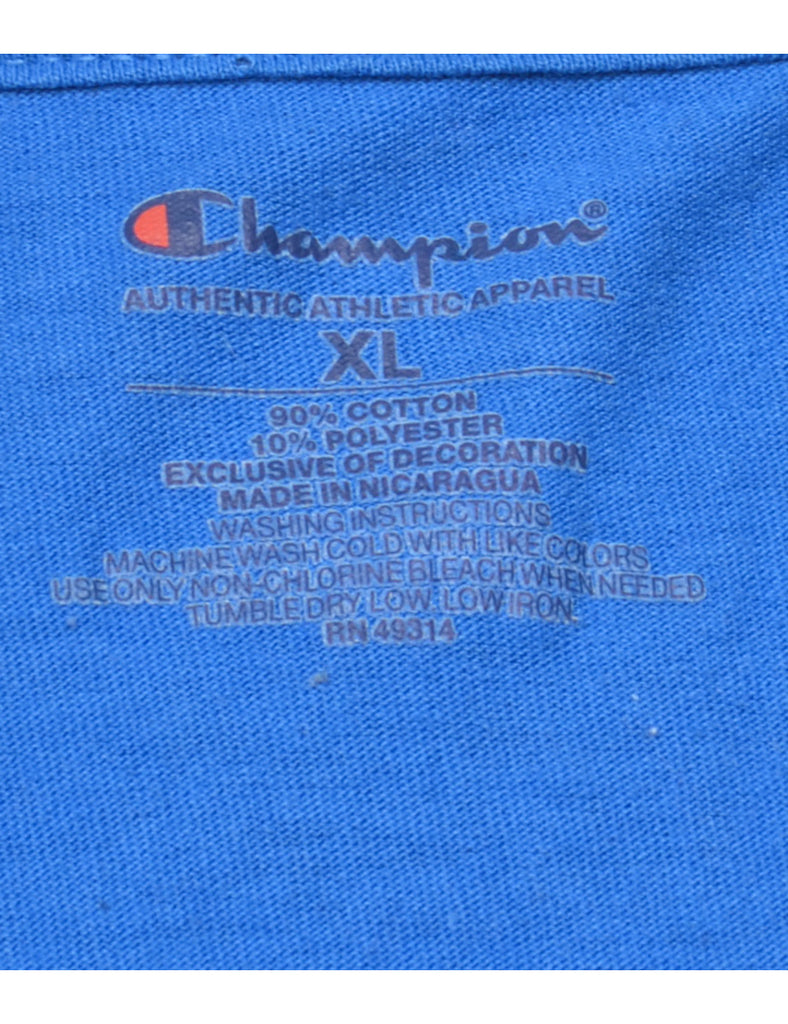 Champion®
AUTHENTIC ATHLETIC APPAREL
XL
90% COTTON
10% POLYESTER
EXCLUSIVE OF DECORATION
MADE IN NICARAGUA
WASHING INSTRUCTIONS
MACHINE WASH COLD WITH LIKE COLORS
USE ONLY NON-CHLORINE BLEACH WHEN NEEDED
TUMBLE DRY LOW. LOW IRON.
RN 49314